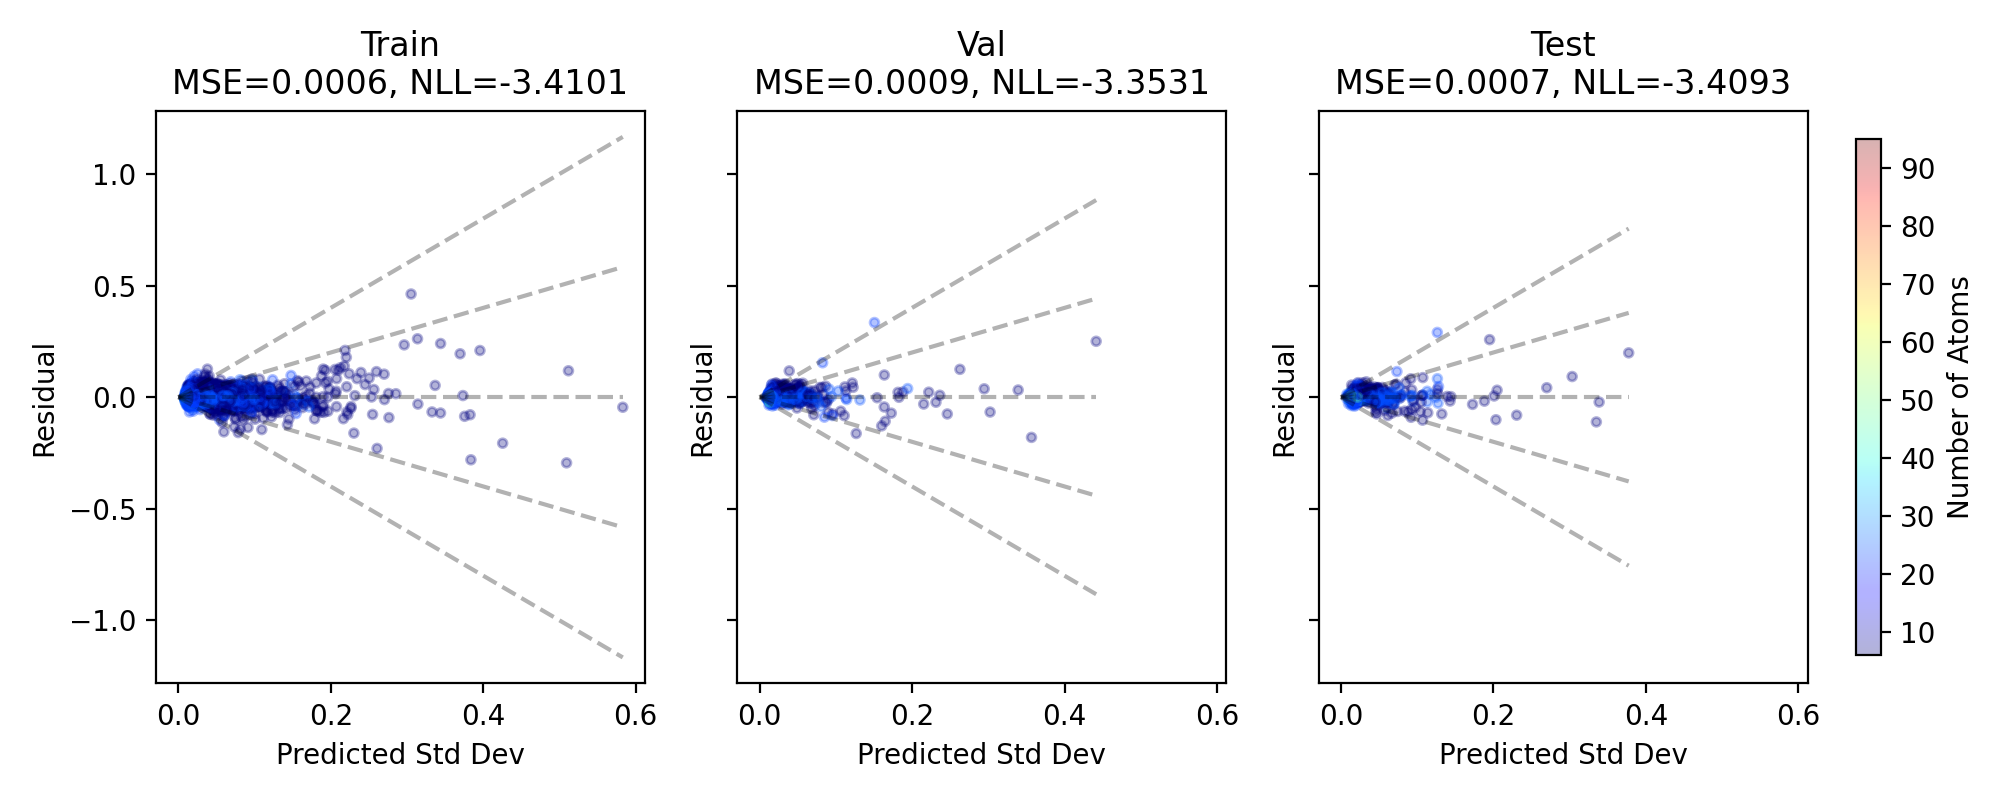 Train
MSE=0.0006, NLL=-3.4101
Val
MSE=0.0009, NLL=-3.3531
Test
MSE=0.0007, NLL=-3.4093
Residual
1.0
0.5
0.0
−0.5
−1.0
0.0 0.2 0.4 0.6
Predicted Std Dev
Residual
0.0 0.2 0.4 0.6
Predicted Std Dev
Residual
0.0 0.2 0.4 0.6
Predicted Std Dev
90
80
70
60
50
40
30
20
10
Number of Atoms